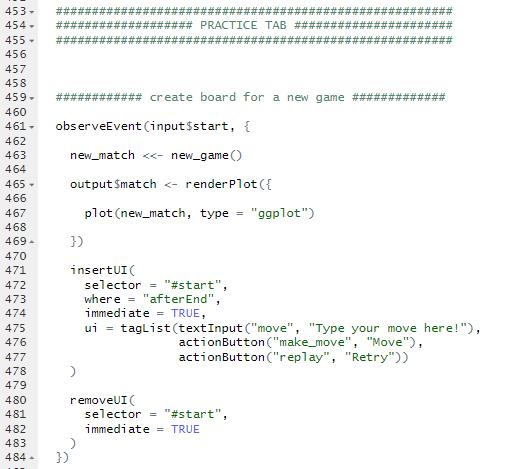 453 #######################################################
454 ################### PRACTICE TAB ######################
455 #######################################################
456
457
458
459 ############ create board for a new game #############
460
461 observeEvent(input$start, {
462
463 new_match <<- new_game()
464
465 output$match <- renderPlot({
466
467 plot(new_match, type = "ggplot")
468
469 })
470
471 insertUI(
472 selector = "#start",
473 where = "afterEnd",
474 immediate = TRUE,
475 ui = tagList(textInput("move", "Type your move here!"),
476 actionButton("make_move", "Move"),
477 actionButton("replay", "Retry"))
478 )
479
480 removeUI(
481 selector = "#start",
482 immediate = TRUE
483 )
484 })